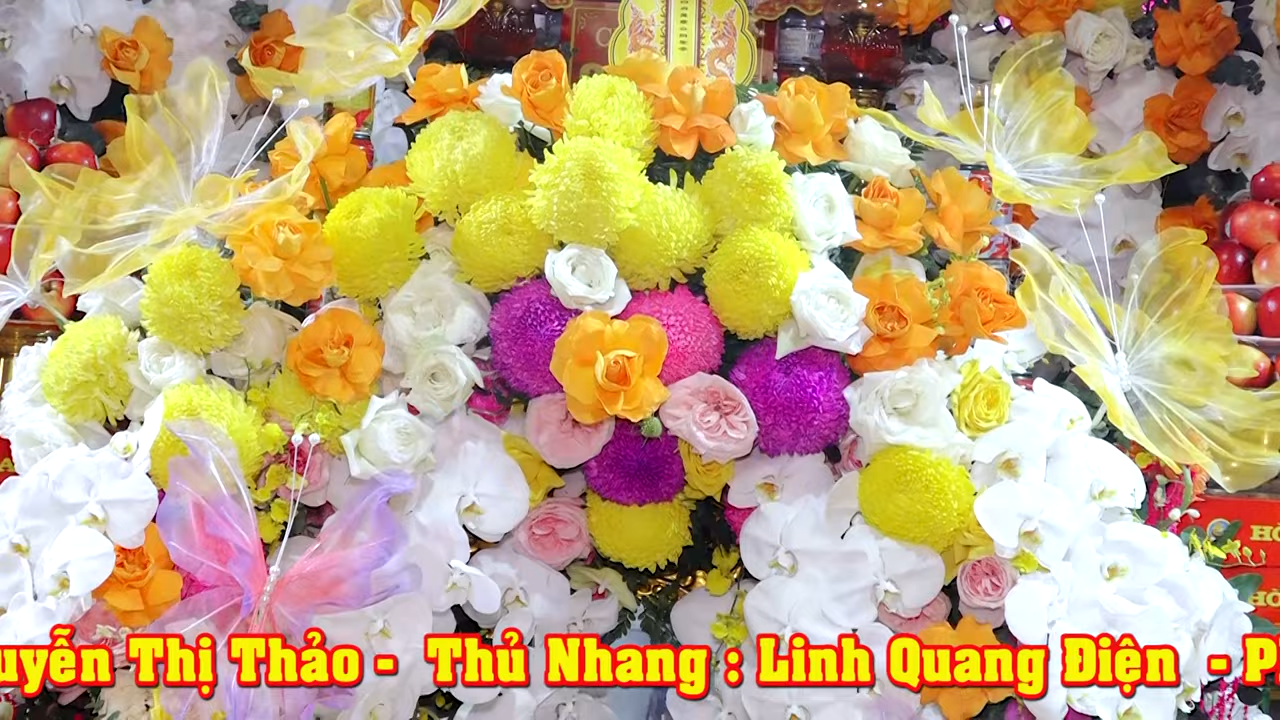 uyễn Thị Thảo - Thủ Nhang : Linh Quang Điện - P